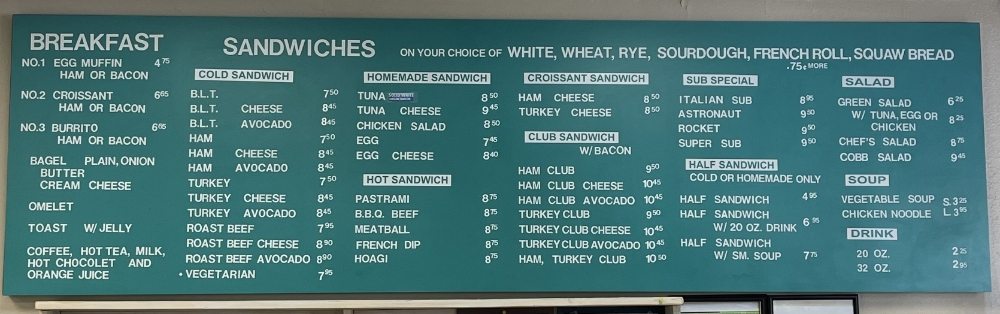 BREAKFAST
NO.1 EGG MUFFIN 4 75
HAM OR BACON
NO.2 CROISSANT 6 65
HAM OR BACON
NO.3 BURRITO 6 65
HAM OR BACON
BAGEL PLAIN, ONION
BUTTER
CREAM CHEESE
OMELET
TOAST W/JELLY
COFFEE, HOT TEA, MILK,
HOT CHOCOLET AND
ORANGE JUICE
SANDWICHES ON YOUR CHOICE OF WHITE, WHEAT, RYE, SOURDOUGH, FRENCH ROLL, SQUAW BREAD
.75¢ MORE
COLD SANDWICH
B.L.T. 7 50
B.L.T. CHEESE 8 45
B.L.T. AVOCADO 8 45
HAM 7 50
HAM CHEESE 8 45
HAM AVOCADO 8 45
TURKEY 7 50
TURKEY CHEESE 8 45
TURKEY AVOCADO 8 45
ROAST BEEF 7 95
ROAST BEEF CHEESE 8 90
ROAST BEEF AVOCADO 8 90
• VEGETARIAN 7 95
HOMEMADE SANDWICH
TUNA 8 50
TUNA CHEESE 9 45
CHICKEN SALAD 8 50
EGG 7 45
EGG CHEESE 8 40
HOT SANDWICH
PASTRAMI 8 75
B.B.Q. BEEF 8 75
MEATBALL 8 75
FRENCH DIP 8 75
HOAGI 8 75
CROISSANT SANDWICH
HAM CHEESE 8 50
TURKEY CHEESE 8 50
CLUB SANDWICH
W/BACON
HAM CLUB 9 50
HAM CLUB CHEESE 10 45
HAM CLUB AVOCADO 10 45
TURKEY CLUB 9 50
TURKEY CLUB CHEESE 10 45
TURKEY CLUB AVOCADO 10 45
HAM, TURKEY CLUB 10 50
SUB SPECIAL
ITALIAN SUB 8 95
ASTRONAUT 9 50
ROCKET 9 50
SUPER SUB 9 50
HALF SANDWICH
COLD OR HOMEMADE ONLY
HALF SANDWICH 4 95
HALF SANDWICH
W/ 20 OZ. DRINK 6 95
HALF SANDWICH
W/ SM. SOUP 7 75
SALAD
GREEN SALAD 6 25
W/ TUNA, EGG OR 8 25
CHICKEN
CHEF'S SALAD 8 75
COBB SALAD 9 45
SOUP
VEGETABLE SOUP S. 3 25
CHICKEN NOODLE L. 3 95
DRINK
20 OZ. 2 25
32 OZ. 2 95